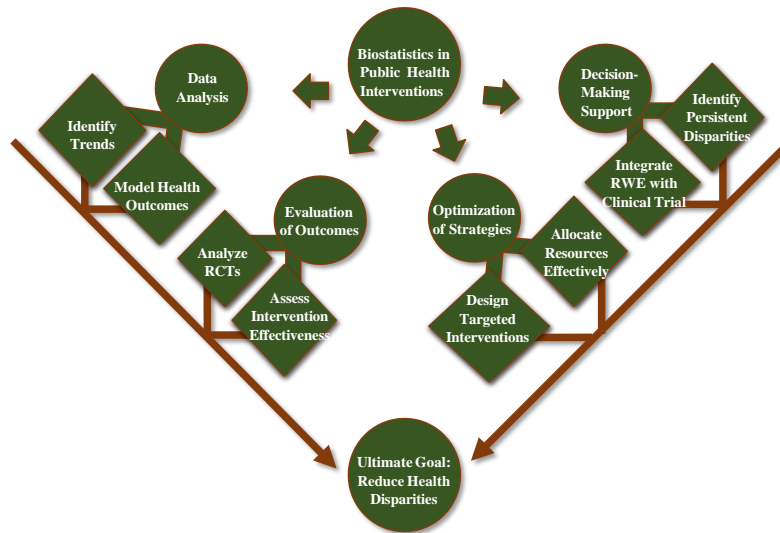 Biostatistics in
Public Health
Interventions
Data
Analysis
Identify
Trends
Model Health
Outcomes
Evaluation
of Outcomes
Analyze
RCTs
Assess
Intervention
Effectiveness
Optimization
of Strategies
Allocate
Resources
Effectively
Design
Targeted
Interventions
Decision-
Making
Support
Identify
Persistent
Disparities
Integrate
RWE with
Clinical Trial
Ultimate Goal:
Reduce Health
Disparities